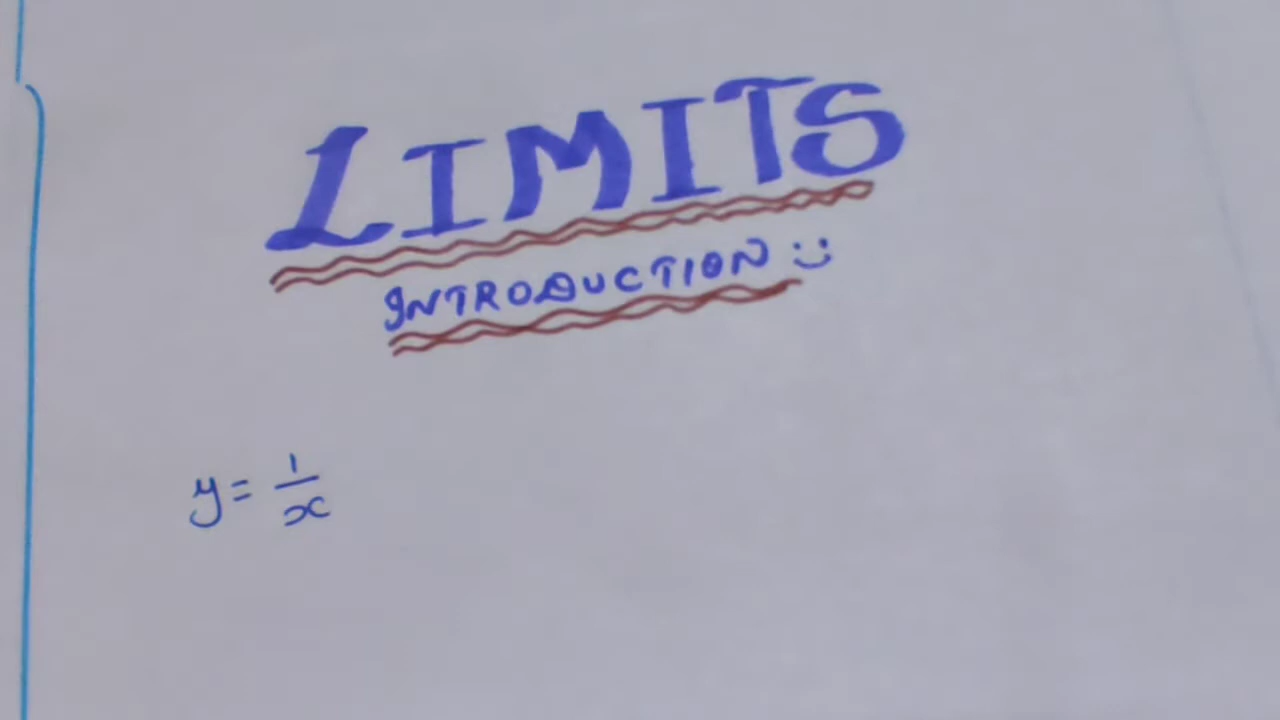 LIMITS
INTRODUCTION :)
y = 1/x